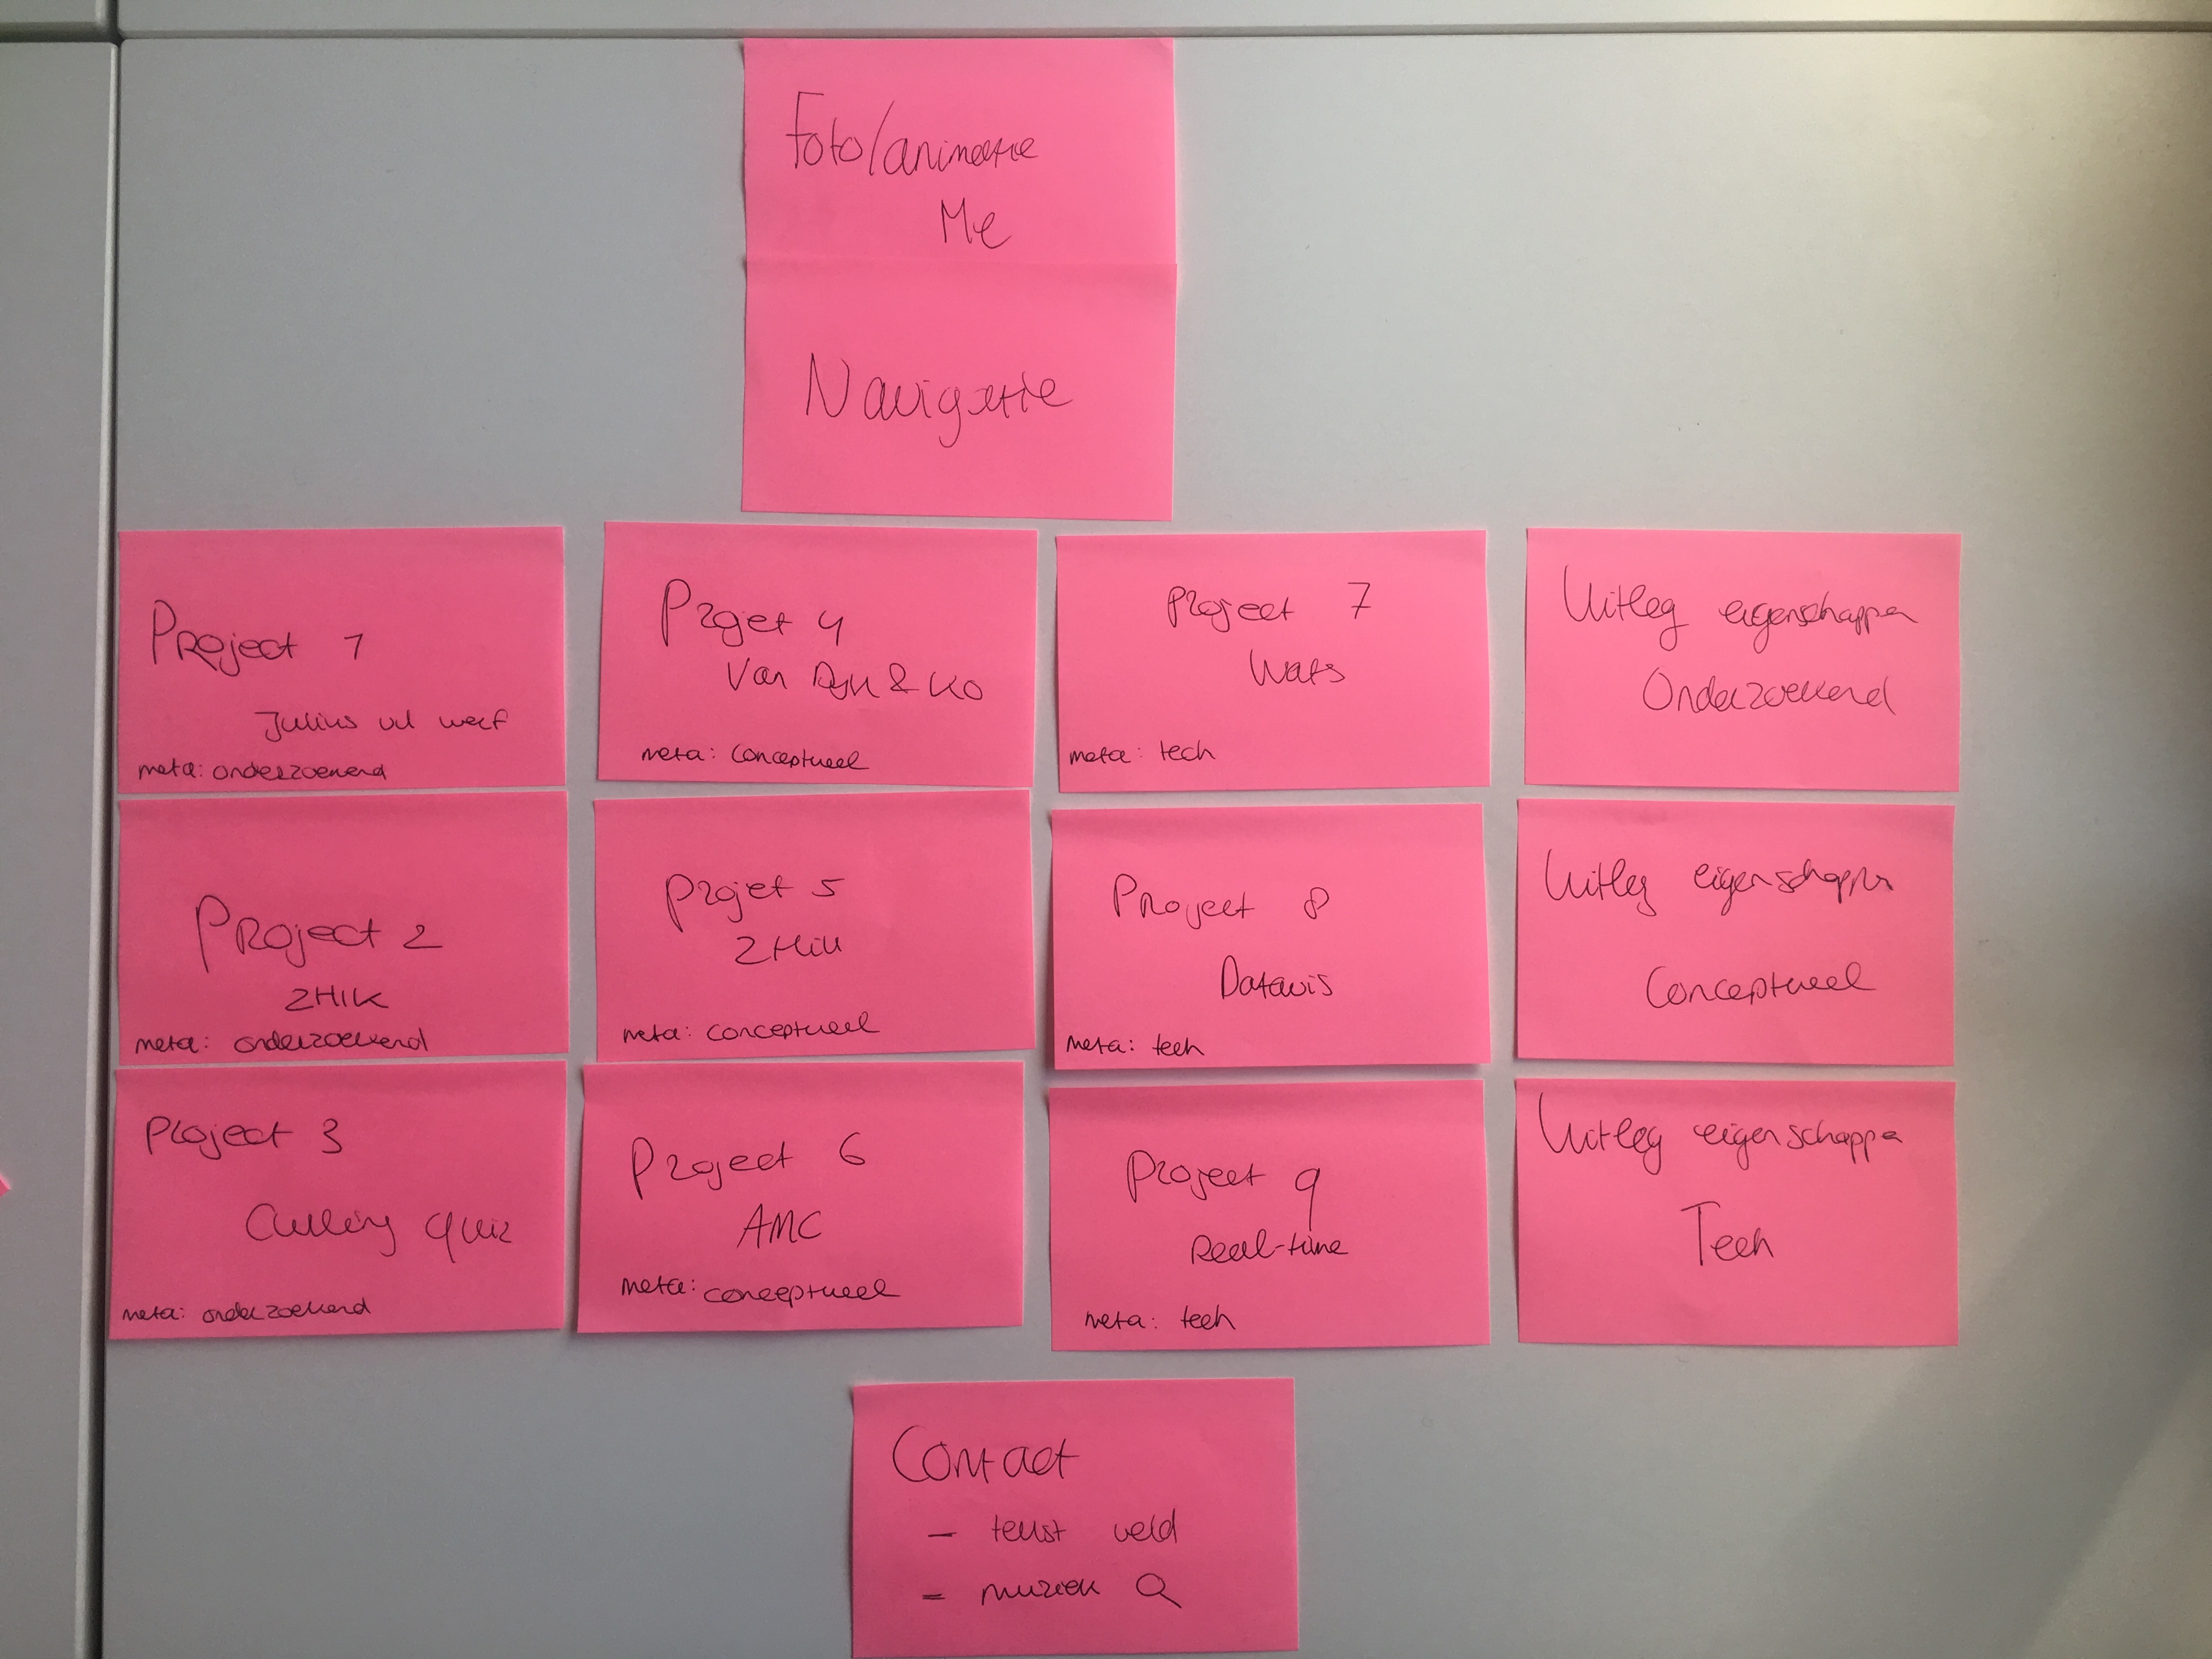 Foto/animatie
Me
Navigatie
Project 1
Julius vd werf
meta: onderzoekend
Project 2
ZHIK
meta: onderzoekend
Project 3
quiz
meta: onderzoekend
Projet 4
Van Dijk & Ko
meta: conceptueel
Projet 5
meta: conceptueel
Project 6
AMC
meta: conceptueel
Project 7
Wafs
meta: tech
Project 8
Datavis
meta: tech
Project 9
Real-time
meta: tech
Uitleg eigenschappen
Onderzoekend
Uitleg eigenschappen
Conceptueel
Uitleg eigenschappen
Tech
Contact
- tekst veld
- muziek